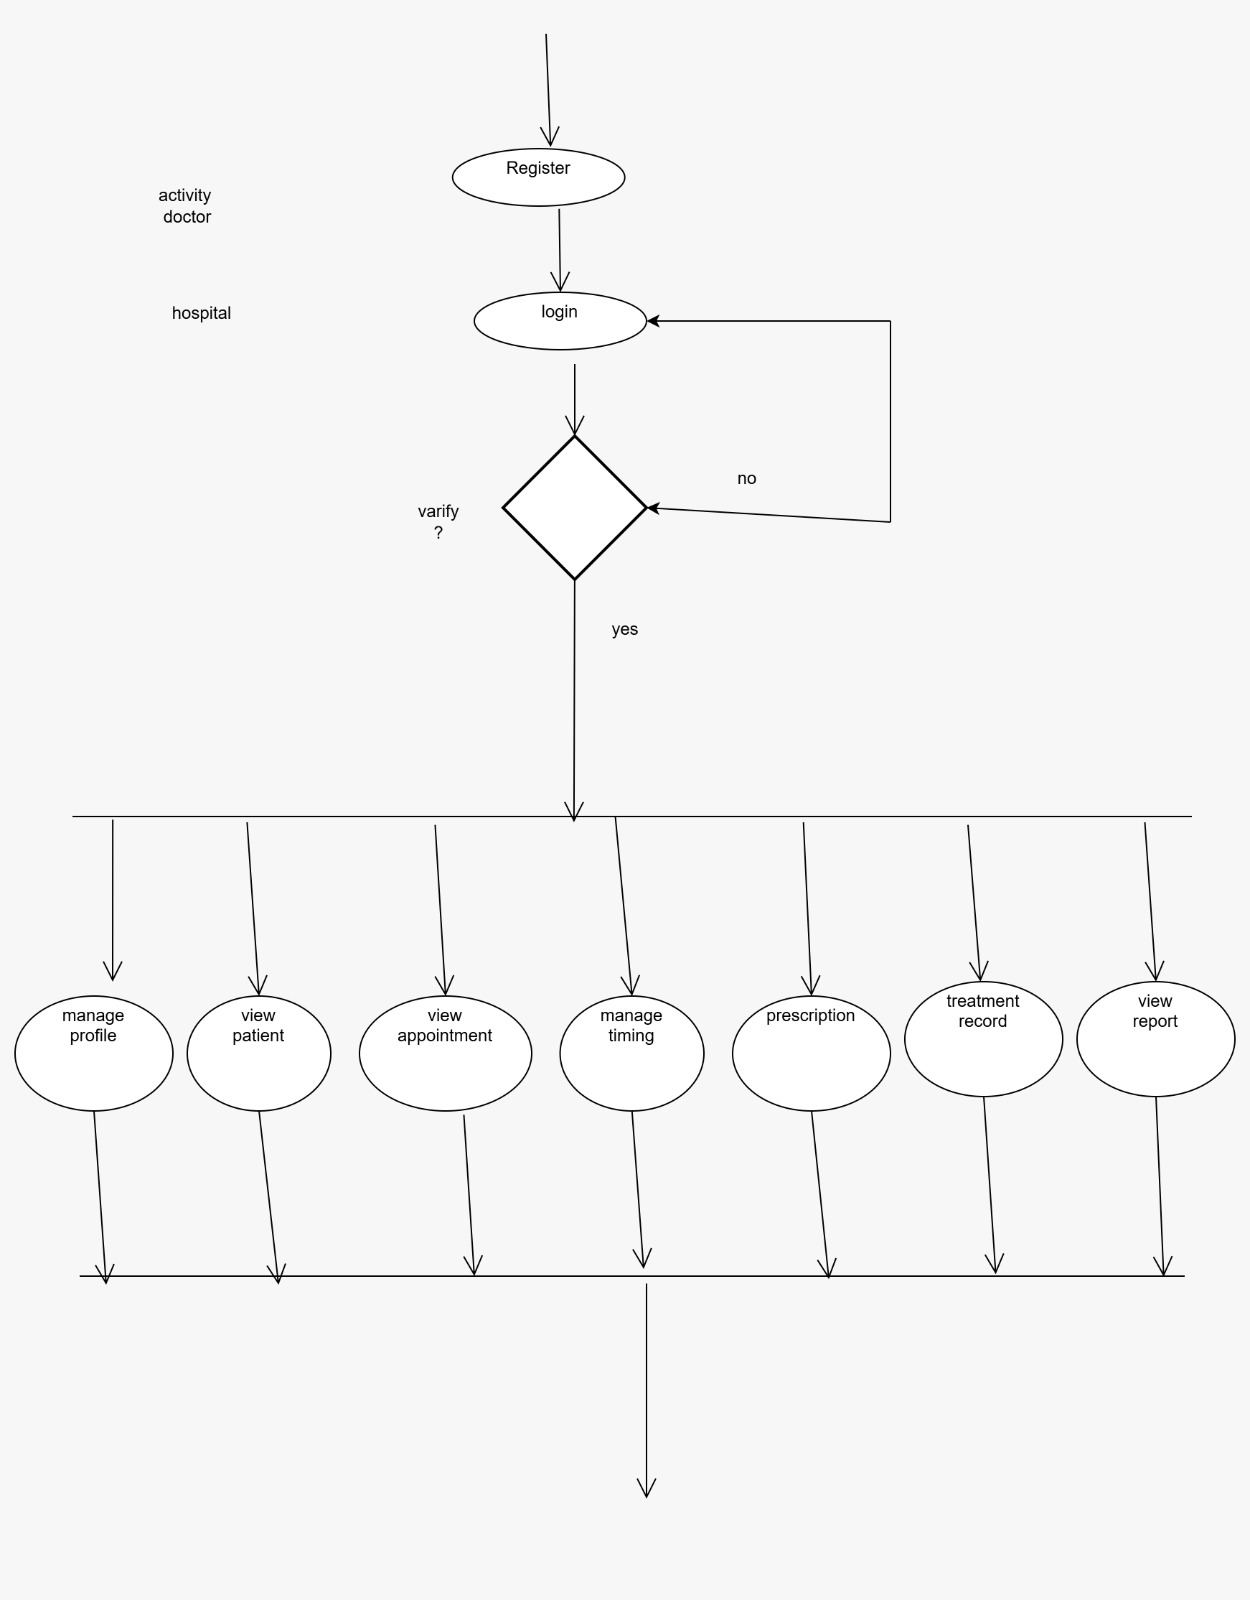 Register
activity
doctor
login
hospital
no
varify
?
yes
manage
profile
view
patient
view
appointment
manage
timing
prescription
treatment
record
view
report